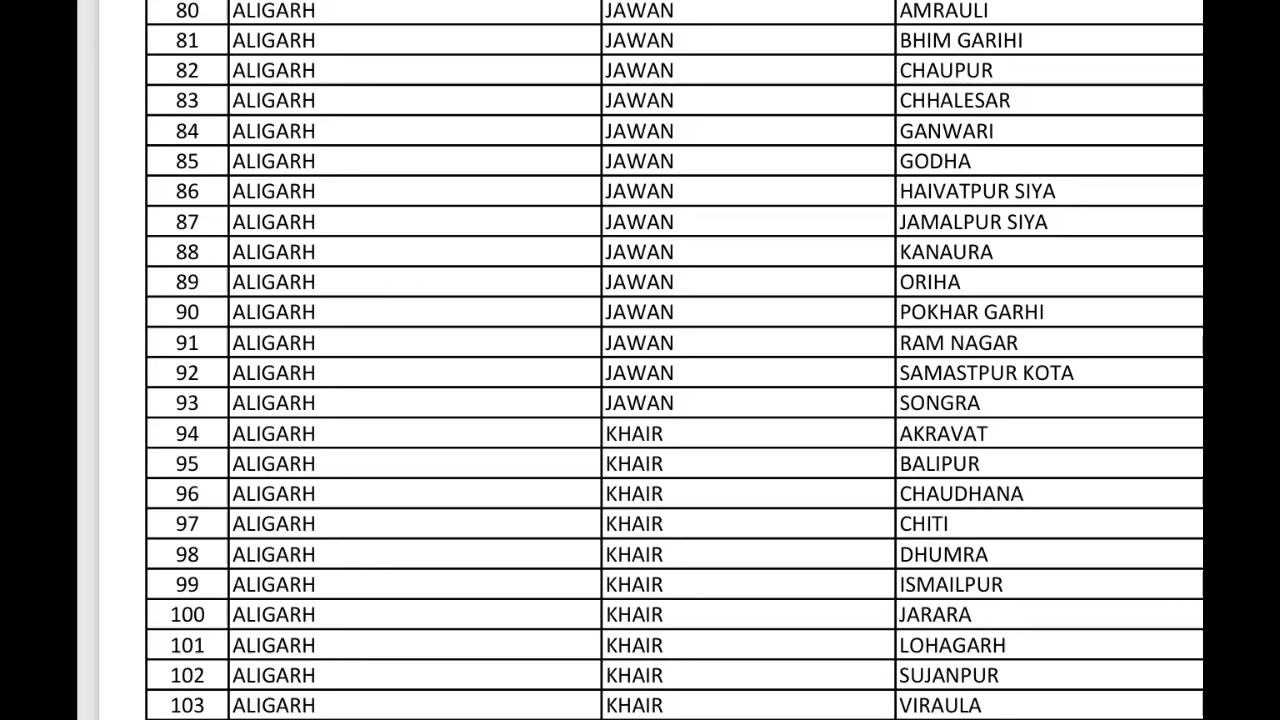 80 ALIGARH JAWAN AMRAULI
81 ALIGARH JAWAN BHIM GARIHI
82 ALIGARH JAWAN CHAUPUR
83 ALIGARH JAWAN CHHALESAR
84 ALIGARH JAWAN GANWARI
85 ALIGARH JAWAN GODHA
86 ALIGARH JAWAN HAIVATPUR SIYA
87 ALIGARH JAWAN JAMALPUR SIYA
88 ALIGARH JAWAN KANAURA
89 ALIGARH JAWAN ORIHA
90 ALIGARH JAWAN POKHAR GARHI
91 ALIGARH JAWAN RAM NAGAR
92 ALIGARH JAWAN SAMASTPUR KOTA
93 ALIGARH JAWAN SONGRA
94 ALIGARH KHAIR AKRAVAT
95 ALIGARH KHAIR BALIPUR
96 ALIGARH KHAIR CHAUDHANA
97 ALIGARH KHAIR CHITI
98 ALIGARH KHAIR DHUMRA
99 ALIGARH KHAIR ISMAILPUR
100 ALIGARH KHAIR JARARA
101 ALIGARH KHAIR LOHAGARH
102 ALIGARH KHAIR SUJANPUR
103 ALIGARH KHAIR VIRAULA